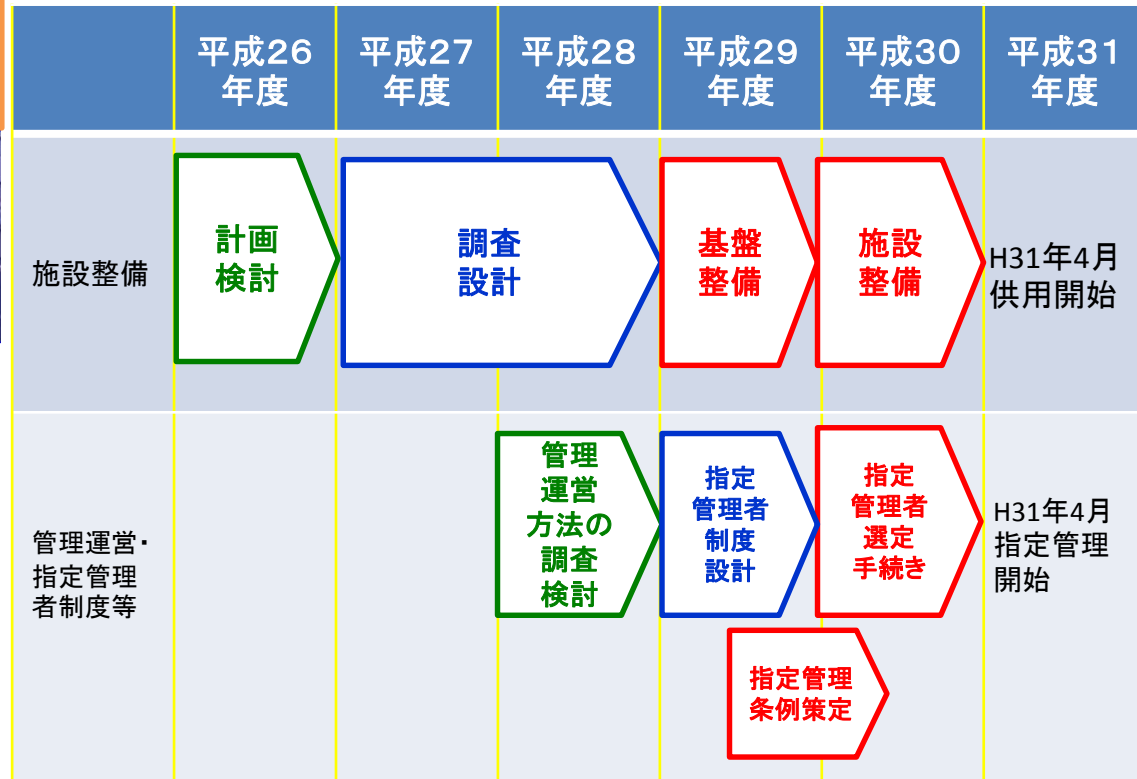 平成26
年度
平成27
年度
平成28
年度
平成29
年度
平成30
年度
平成31
年度
施設整備
計画
検討
調査
設計
基盤
整備
施設
整備
H31年4月
供用開始
管理運営・
指定管理
者制度等
管理
運営
方法の
調査
検討
指定
管理者
制度
設計
指定
管理者
選定
手続き
H31年4月
指定管理
開始
指定管理
条例策定